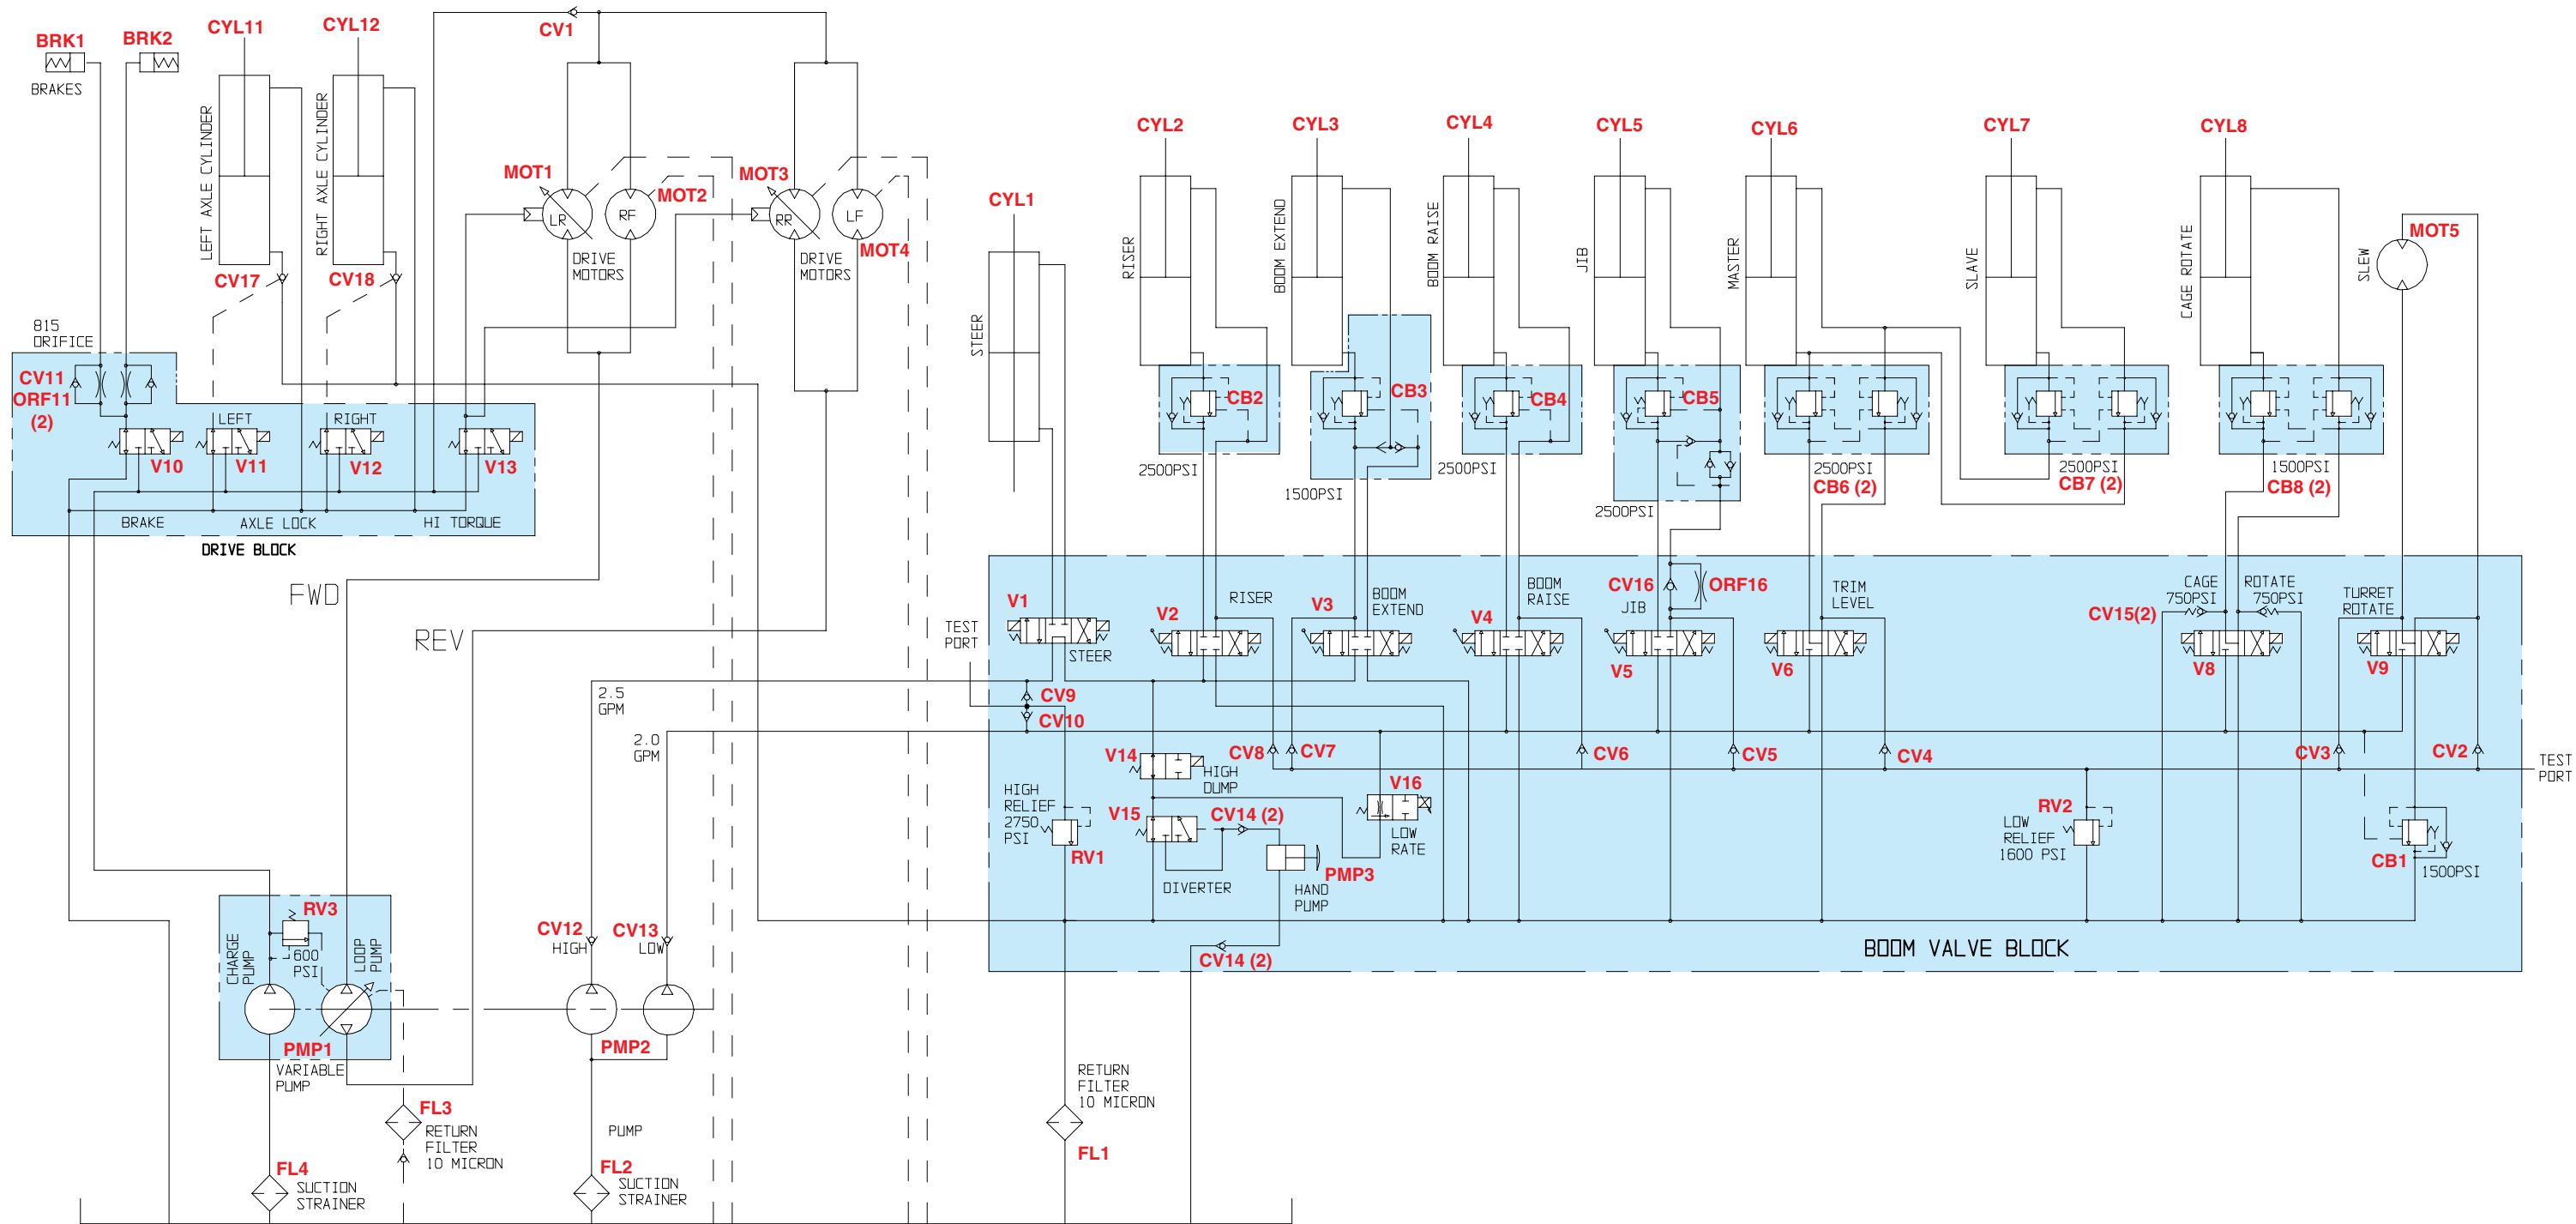 CV1
CYL11
CYL12
BRK1
BRK2
BRAKES
LEFT AXLE CYLINDER
RIGHT AXLE CYLINDER
CV17
CV18
MOT1
MOT2
MOT3
MOT4
LR
RF
RR
LF
DRIVE
MOTORS
DRIVE
MOTORS
815
ORIFICE
CV11
ORF11
(2)
LEFT
RIGHT
V10
V11
V12
V13
BRAKE
AXLE LOCK
HI TORQUE
DRIVE BLOCK
FWD
REV
CYL1
CYL2
CYL3
CYL4
CYL5
CYL6
CYL7
CYL8
MOT5
STEER
RISER
BOOM EXTEND
BOOM RAISE
JIB
MASTER
SLAVE
CAGE ROTATE
SLEW
CB2
CB3
CB4
CB5
2500PSI
1500PSI
2500PSI
2500PSI
2500PSI
CB6 (2)
2500PSI
CB7 (2)
1500PSI
CB8 (2)
TEST
PORT
V1
STEER
V2
RISER
V3
BOOM
EXTEND
V4
BOOM
RAISE
CV16
ORF16
JIB
V5
TRIM
LEVEL
V6
CAGE
750PSI
ROTATE
750PSI
CV15(2)
V8
TURRET
ROTATE
V9
2.5
GPM
2.0
GPM
CV9
CV10
V14
HIGH
DUMP
CV8
CV7
CV6
CV5
CV4
CV3
CV2
TEST
PORT
HIGH
RELIEF
2750
PSI
RV1
V15
CV14 (2)
DIVERTER
V16
LOW
RATE
PMP3
HAND
PUMP
RV2
LOW
RELIEF
1600 PSI
CB1
1500PSI
CV14 (2)
BOOM VALVE BLOCK
RV3
600
PSI
CHARGE
PUMP
LOOP
PUMP
PMP1
VARIABLE
PUMP
CV12
HIGH
CV13
LOW
PMP2
FL3
RETURN
FILTER
10 MICRON
PUMP
FL4
SUCTION
STRAINER
FL2
SUCTION
STRAINER
RETURN
FILTER
10 MICRON
FL1